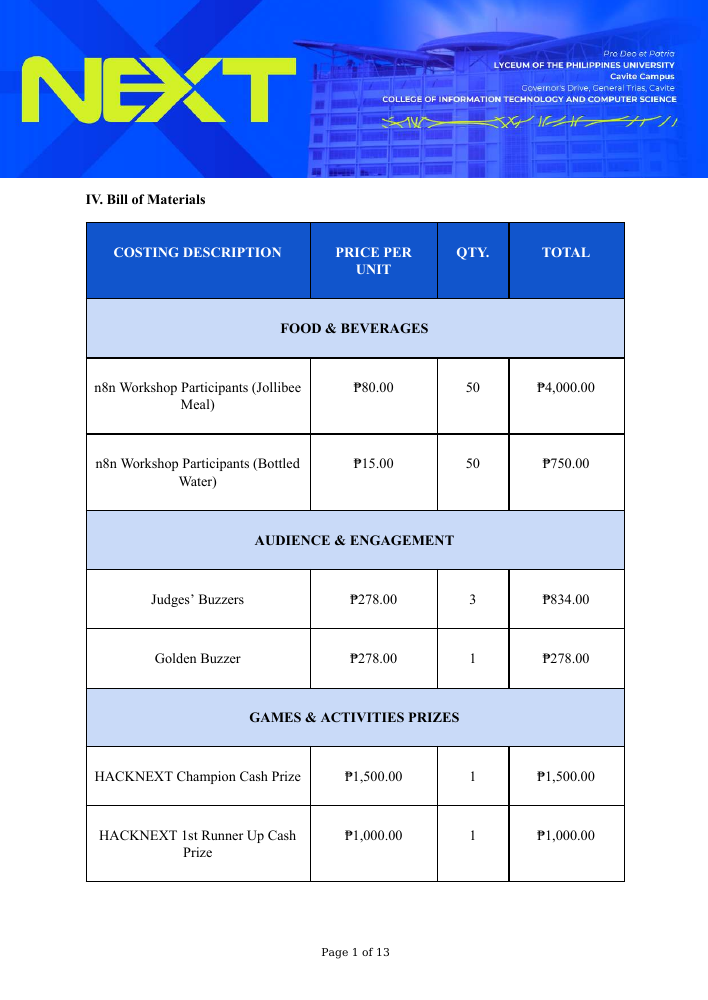 NEXT
Pro Deo et Patria
LYCEUM OF THE PHILIPPINES UNIVERSITY
Cavite Campus
Governor's Drive, General Trias, Cavite
COLLEGE OF INFORMATION TECHNOLOGY AND COMPUTER SCIENCE
IV. Bill of Materials
COSTING DESCRIPTION PRICE PER UNIT QTY. TOTAL
FOOD & BEVERAGES
n8n Workshop Participants (Jollibee Meal) ₱80.00 50 ₱4,000.00
n8n Workshop Participants (Bottled Water) ₱15.00 50 ₱750.00
AUDIENCE & ENGAGEMENT
Judges’ Buzzers ₱278.00 3 ₱834.00
Golden Buzzer ₱278.00 1 ₱278.00
GAMES & ACTIVITIES PRIZES
HACKNEXT Champion Cash Prize ₱1,500.00 1 ₱1,500.00
HACKNEXT 1st Runner Up Cash Prize ₱1,000.00 1 ₱1,000.00
Page 1 of 13